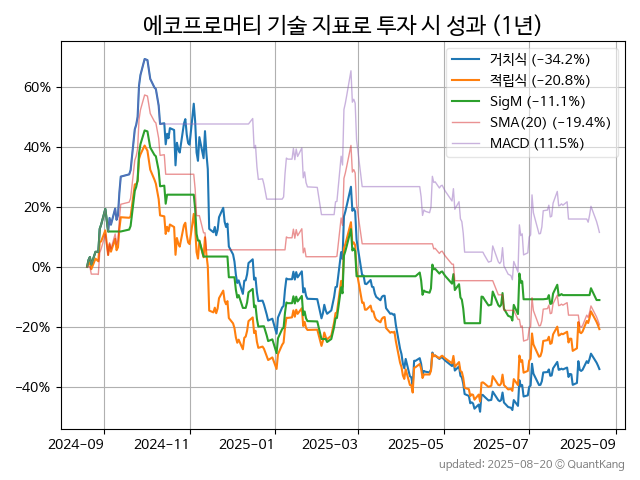 에코프로머티 기술 지표로 투자 시 성과 (1년)
거치식 (−34.2%)
적립식 (−20.8%)
SigM (−11.1%)
SMA(20) (−19.4%)
MACD (11.5%)
60%
40%
20%
0%
−20%
−40%
2024-09 2024-11 2025-01 2025-03 2025-05 2025-07 2025-09
updated: 2025-08-20 © QuantKang